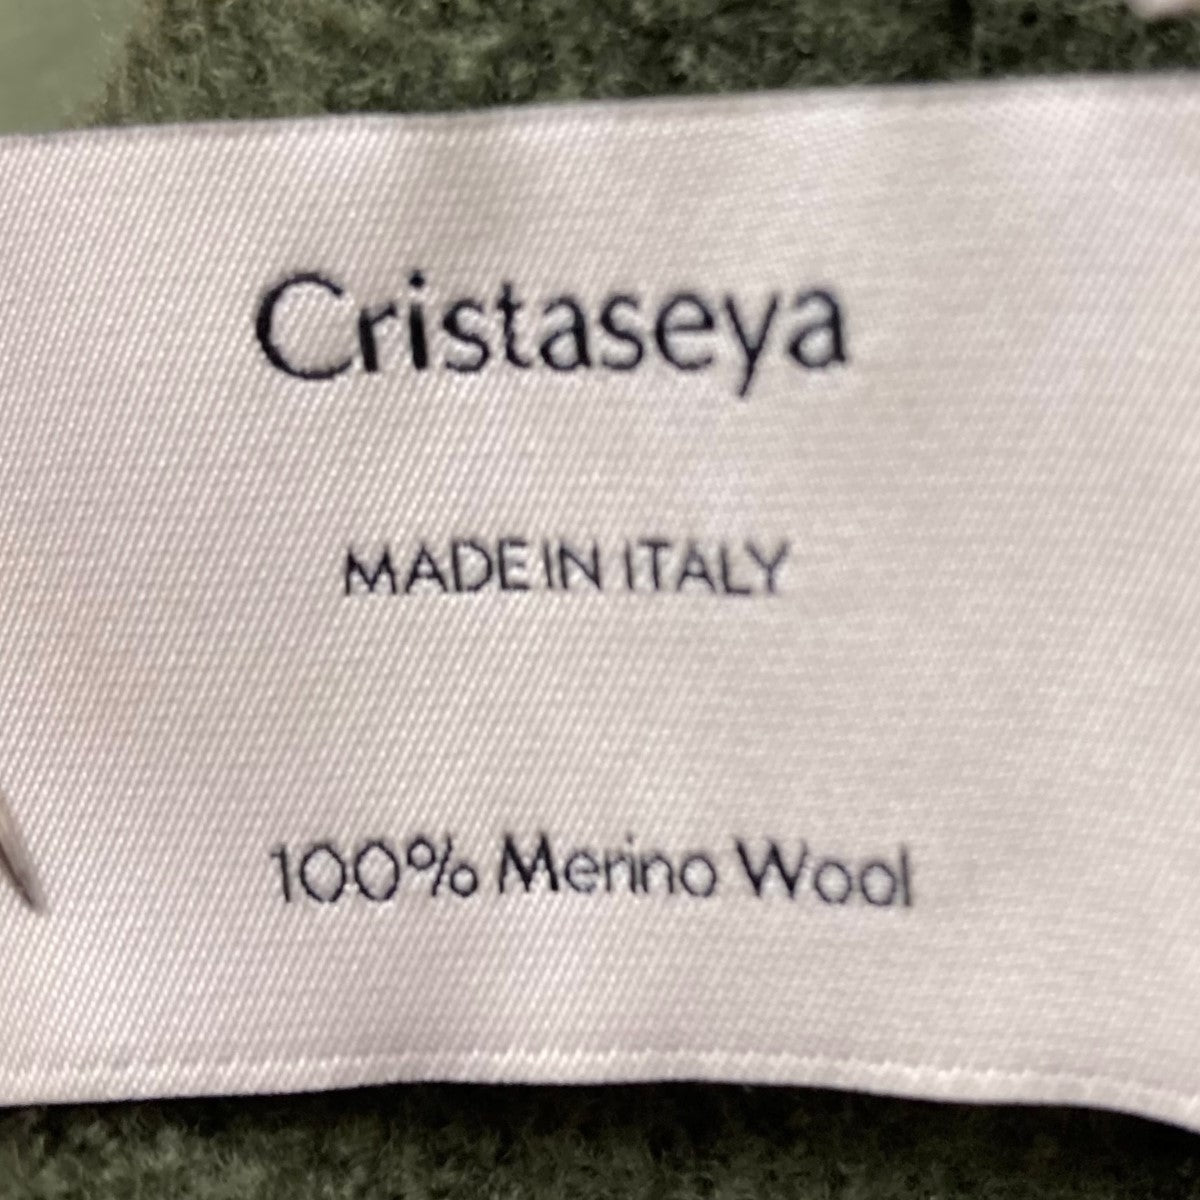 Cristaseya
MADE IN ITALY
100% Merino Wool